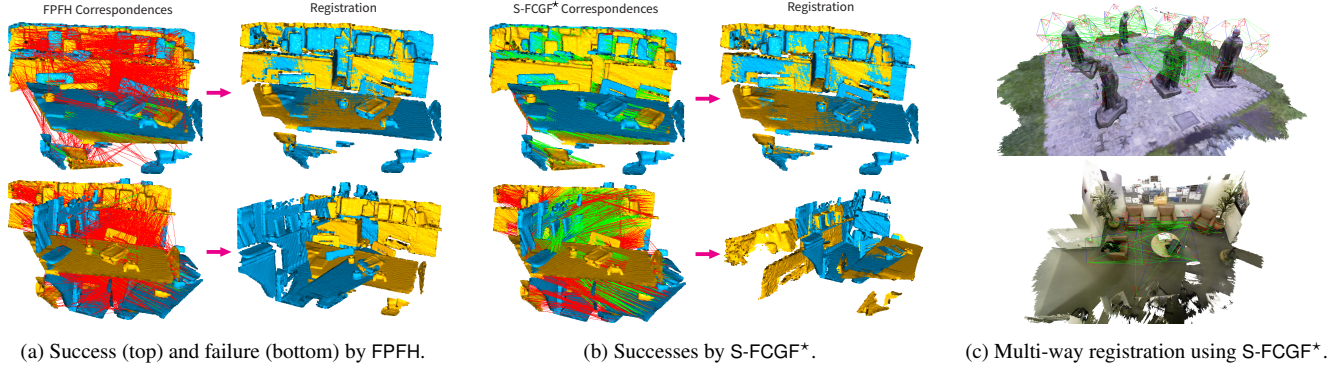 FPFH Correspondences
Registration
S-FCGF* Correspondences
Registration
(a) Success (top) and failure (bottom) by FPFH.
(b) Successes by S-FCGF*.
(c) Multi-way registration using S-FCGF*.